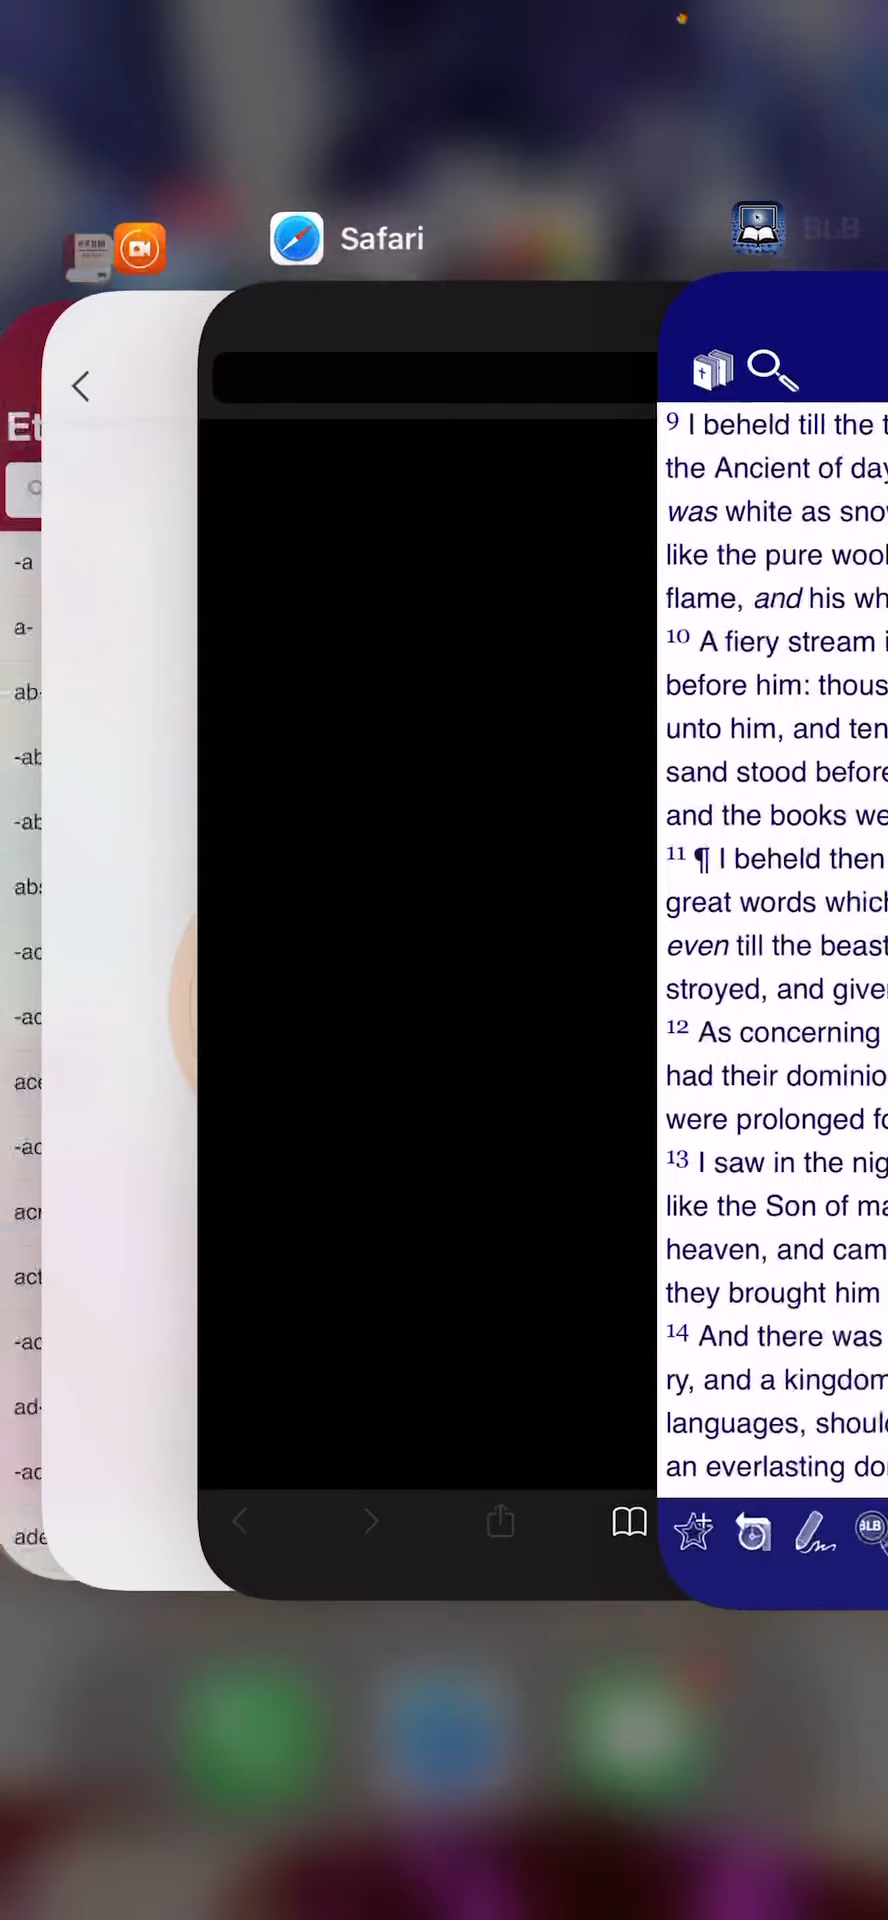 Safari
BLB
Et
-a
a-
ab-
-ab
-ab
abs
-ac
-ac
ace
-ac
acr
act
-ac
ad-
-ad
ade
9 I beheld till the t
the Ancient of day
was white as snow
like the pure wool
flame, and his wh
10 A fiery stream i
before him: thous
unto him, and ten
sand stood before
and the books we
11 ¶ I beheld then
great words which
even till the beast
stroyed, and give
12 As concerning
had their dominio
were prolonged fo
13 I saw in the nig
like the Son of ma
heaven, and cam
they brought him
14 And there was
ry, and a kingdom
languages, should
an everlasting do
BLB